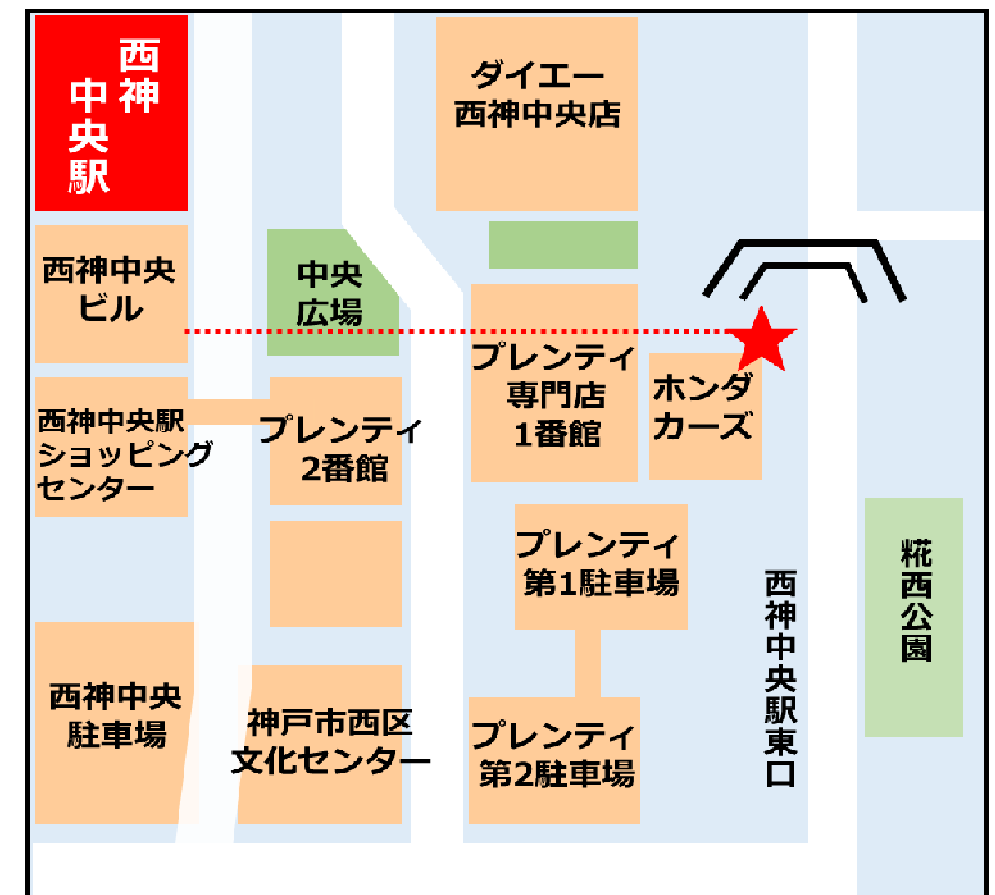 西神
中央駅
ダイエー
西神中央店
西神中央
ビル
中央
広場
プレンティ
専門店
1番館
ホンダ
カーズ
西神中央駅
ショッピング
センター
プレンティ
2番館
プレンティ
第1駐車場
西神中央駅東口
糀西公園
西神中央
駐車場
神戸市西区
文化センター
プレンティ
第2駐車場